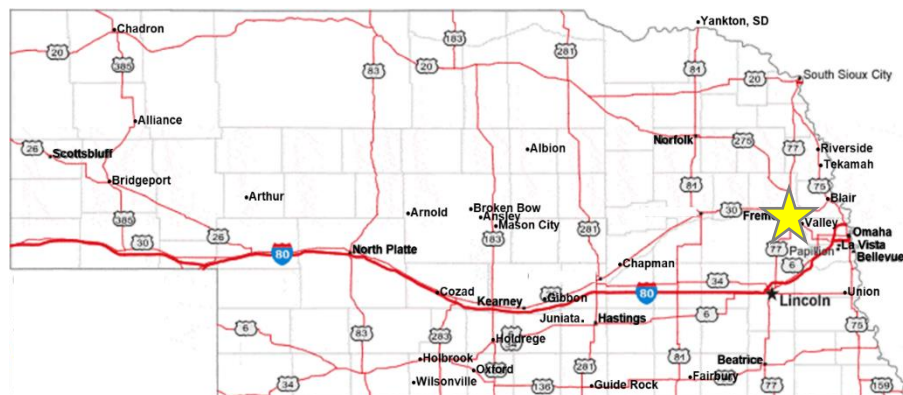 Yankton, SD
Chadron
183
20
281
81
20
385
83
20
20
South Sioux City
Alliance
26
Scottsbluff
Albion
Norfolk
275
77
Riverside
Tekamah
Bridgeport
81
75
Blair
Arthur
Arnold
Broken Bow
Ansley
Mason City
30
Frem
Valley
385
30
26
183
281
77
Omaha
La Vista
Papillion
Bellevue
80
North Platte
6
Chapman
34
Cozad
Kearney
Gibbon
80
Lincoln
Union
6
83
283
Juniata
Hastings
6
75
Holdrege
34
Holbrook
Oxford
281
81
Beatrice
34
Wilsonville
136
Guide Rock
Fairbury
77
159